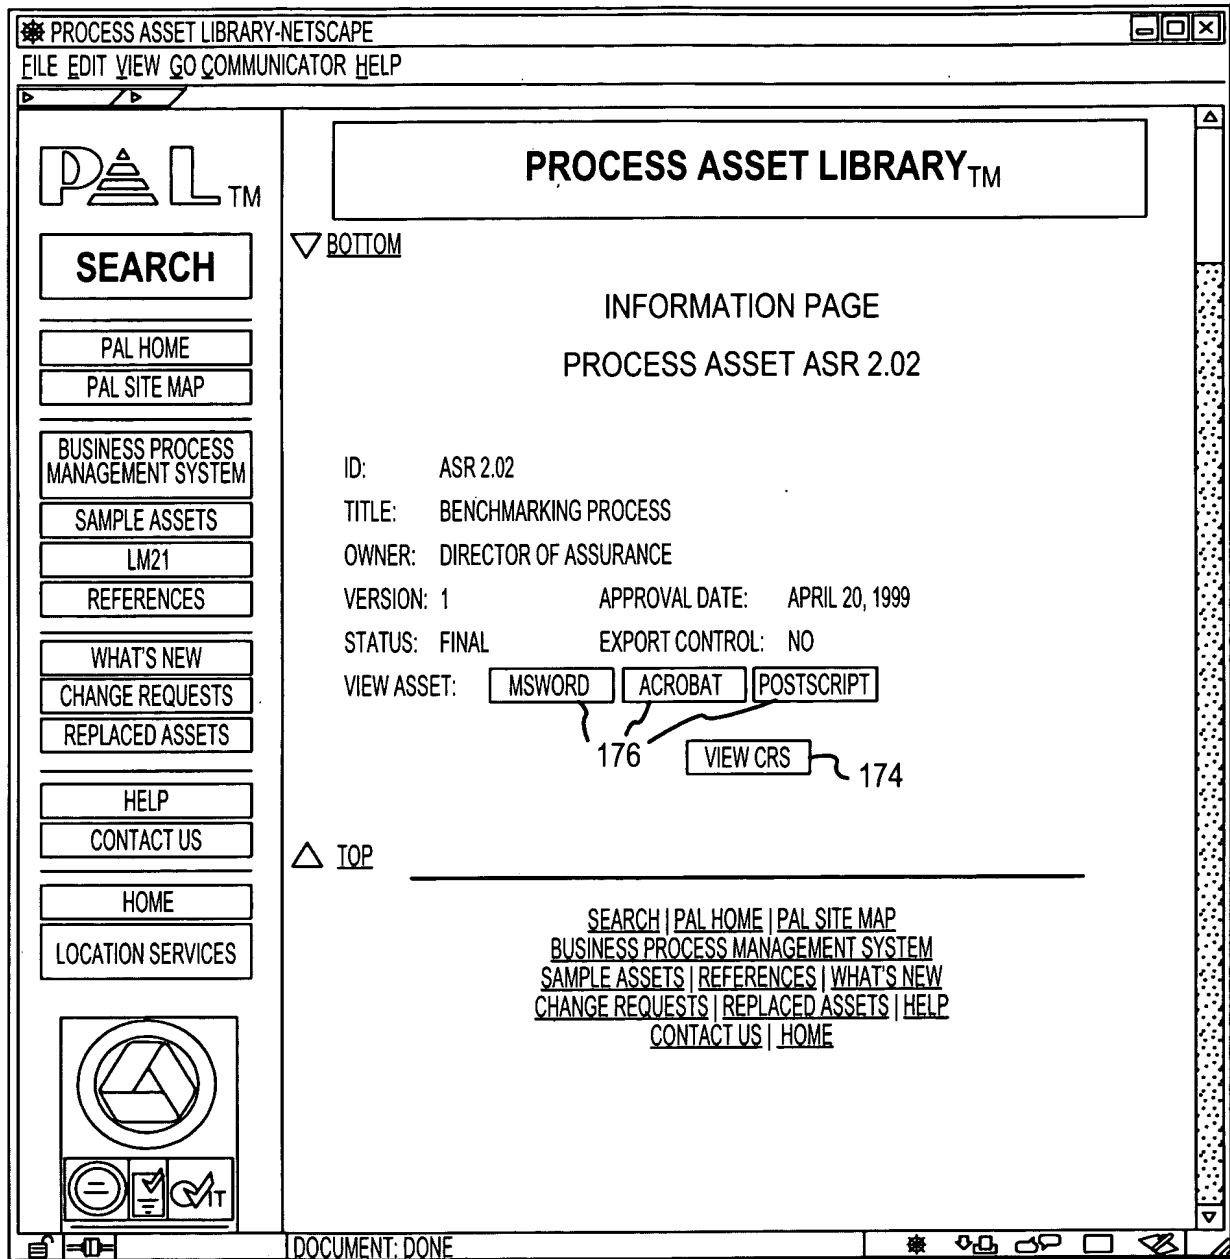 PROCESS ASSET LIBRARY-NETSCAPE
FILE EDIT VIEW GO COMMUNICATOR HELP
PAL TM
SEARCH
PAL HOME
PAL SITE MAP
BUSINESS PROCESS
MANAGEMENT SYSTEM
SAMPLE ASSETS
LM21
REFERENCES
WHAT'S NEW
CHANGE REQUESTS
REPLACED ASSETS
HELP
CONTACT US
HOME
LOCATION SERVICES
IT
PROCESS ASSET LIBRARY TM
BOTTOM
INFORMATION PAGE
PROCESS ASSET ASR 2.02
ID: ASR 2.02
TITLE: BENCHMARKING PROCESS
OWNER: DIRECTOR OF ASSURANCE
VERSION: 1 APPROVAL DATE: APRIL 20, 1999
STATUS: FINAL EXPORT CONTROL: NO
VIEW ASSET: MSWORD ACROBAT POSTSCRIPT
176
VIEW CRS 174
TOP
SEARCH | PAL HOME | PAL SITE MAP
BUSINESS PROCESS MANAGEMENT SYSTEM
SAMPLE ASSETS | REFERENCES | WHAT'S NEW
CHANGE REQUESTS | REPLACED ASSETS | HELP
CONTACT US | HOME
DOCUMENT: DONE